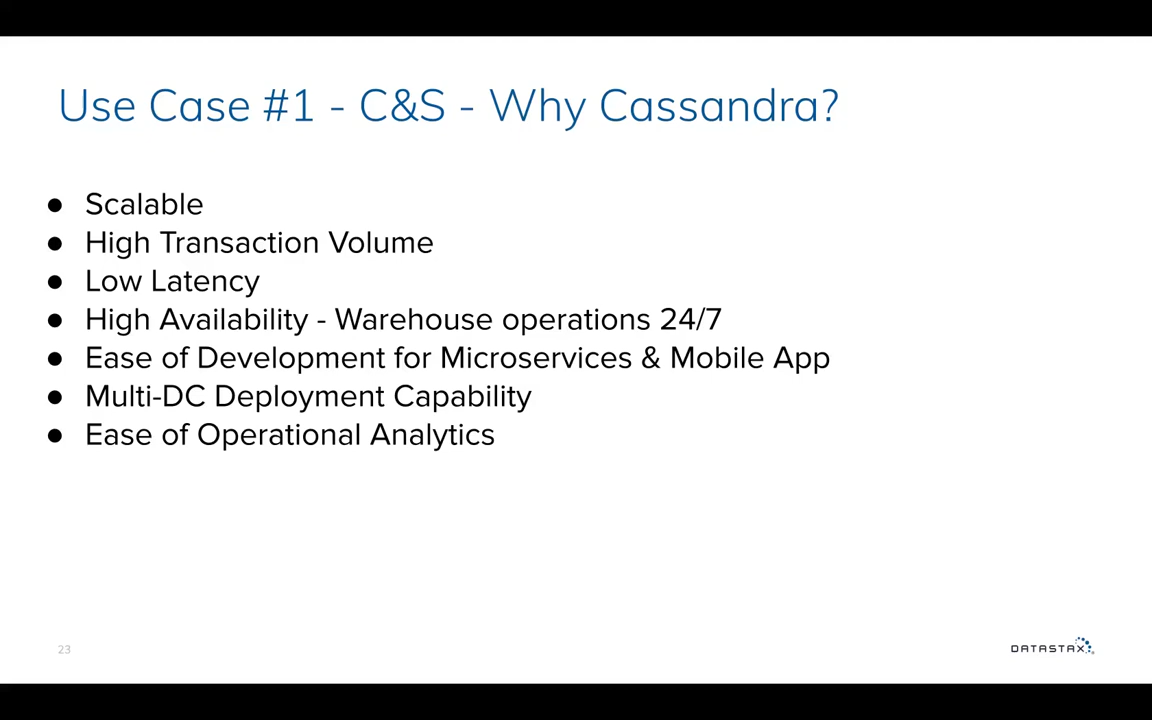 Use Case #1 - C&S - Why Cassandra?
● Scalable
● High Transaction Volume
● Low Latency
● High Availability - Warehouse operations 24/7
● Ease of Development for Microservices & Mobile App
● Multi-DC Deployment Capability
● Ease of Operational Analytics
23
DATASTAX